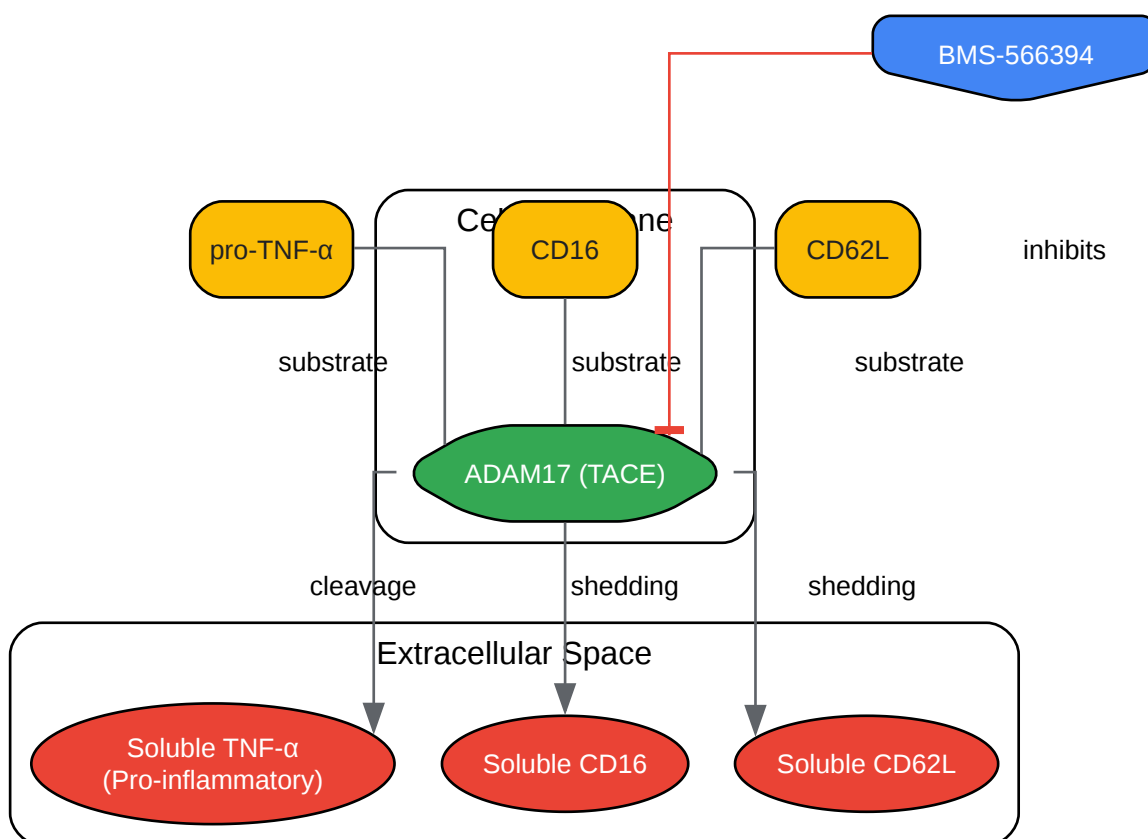 BMS-566394
pro-TNF-α
CD16
CD62L
inhibits
substrate
substrate
substrate
ADAM17 (TACE)
cleavage
shedding
shedding
Extracellular Space
Soluble TNF-α
(Pro-inflammatory)
Soluble CD16
Soluble CD62L